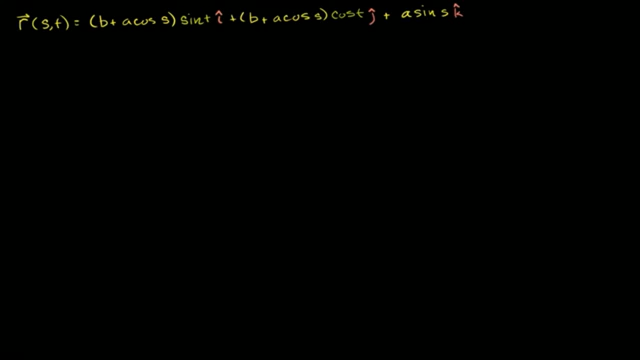 r⃗(s,t) = (b + a cos s) sin t î + (b + a cos s) cos t ĵ + a sin s k̂